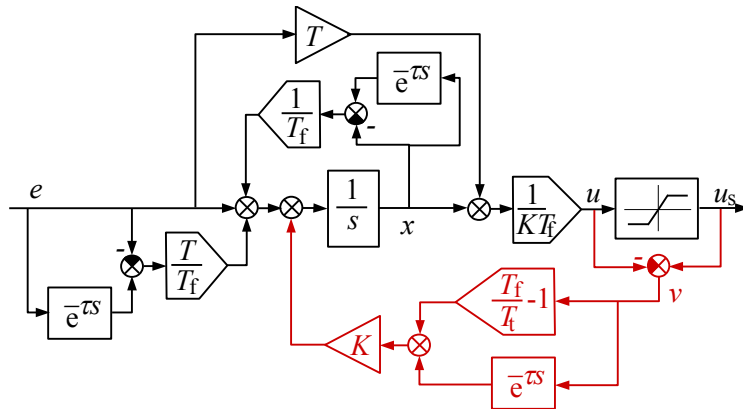 T
e̅τs
1
T_f
-
e
1
s
x
1
KT_f
u
u_s
-
T
T_f
e̅τs
-
v
T_f
T_t
-1
K
e̅τs